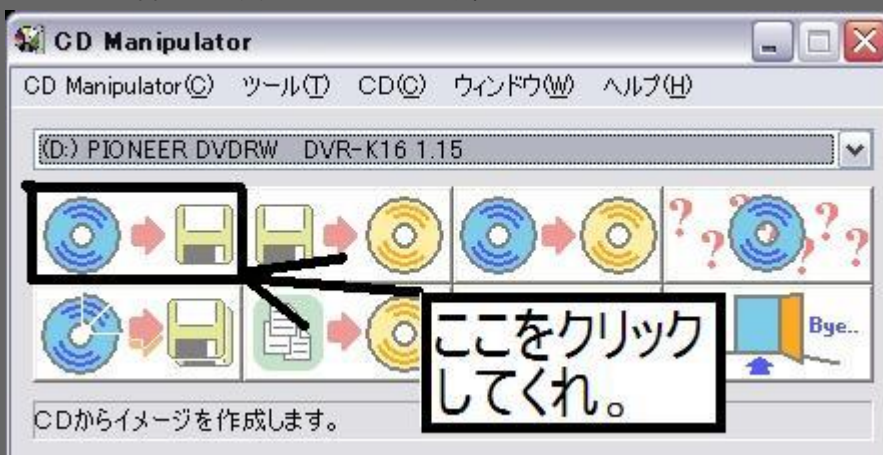 CD Manipulator
CD Manipulator(C) ツール(T) CD(C) ウィンドウ(W) ヘルプ(H)
(D:) PIONEER DVDRW DVR-K16 1.15
? ? ? ?
ここをクリック
してくれ。
Bye..
CDからイメージを作成します。